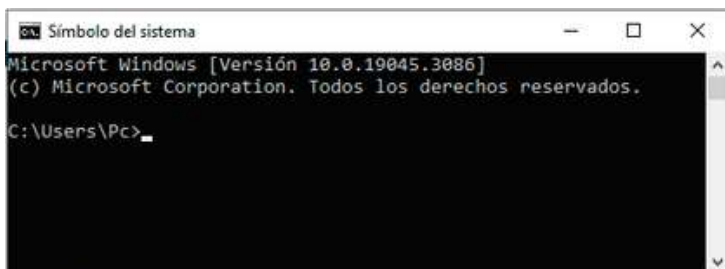 Símbolo del sistema
Microsoft Windows [Versión 10.0.19045.3086]
(c) Microsoft Corporation. Todos los derechos reservados.
C:\Users\Pc>